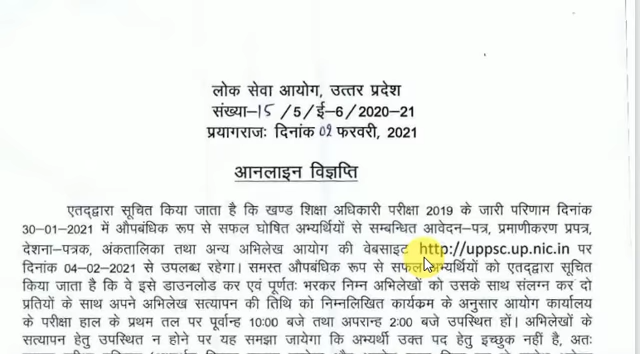 लोक सेवा आयोग, उत्तर प्रदेश
संख्या–15 /5/ई–6/2020–21
प्रयागराजः दिनांक 02 फरवरी, 2021
आनलाइन विज्ञप्ति
एतद्द्वारा सूचित किया जाता है कि खण्ड शिक्षा अधिकारी परीक्षा 2019 के जारी परिणाम दिनांक
30-01-2021 में औपबंधिक रूप से सफल घोषित अभ्यर्थियों से सम्बन्धित आवेदन–पत्र, प्रमाणीकरण प्रपत्र,
देशना–पत्रक, अंकतालिका तथा अन्य अभिलेख आयोग की वेबसाइट http://uppsc.up.nic.in पर
दिनांक 04-02-2021 से उपलब्ध रहेगा। समस्त औपबंधिक रूप से सफल अभ्यर्थियों को एतद्द्वारा सूचित
किया जाता है कि वे इसे डाउनलोड कर एवं पूर्णतः भरकर निम्न अभिलेखों को उसके साथ संलग्न कर दो
प्रतियों के साथ अपने अभिलेख सत्यापन की तिथि को निम्नलिखित कार्यक्रम के अनुसार आयोग कार्यालय
के परीक्षा हाल के प्रथम तल पर पूर्वान्ह 10:00 बजे तथा अपरान्ह 2:00 बजे उपस्थित हों। अभिलेखों के
सत्यापन हेतु उपस्थित न होने पर यह समझा जायेगा कि अभ्यर्थी उक्त पद हेतु इच्छुक नहीं है, अतः